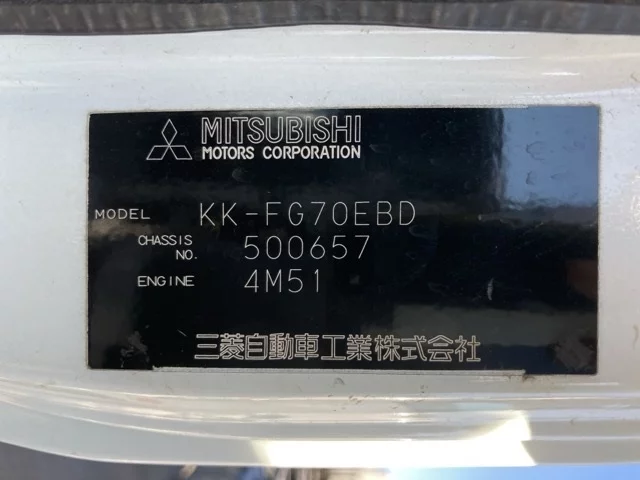 MITSUBISHI
MOTORS CORPORATION
MODEL KK-FG70EBD
CHASSIS NO. 500657
ENGINE 4M51
三菱自動車工業株式会社